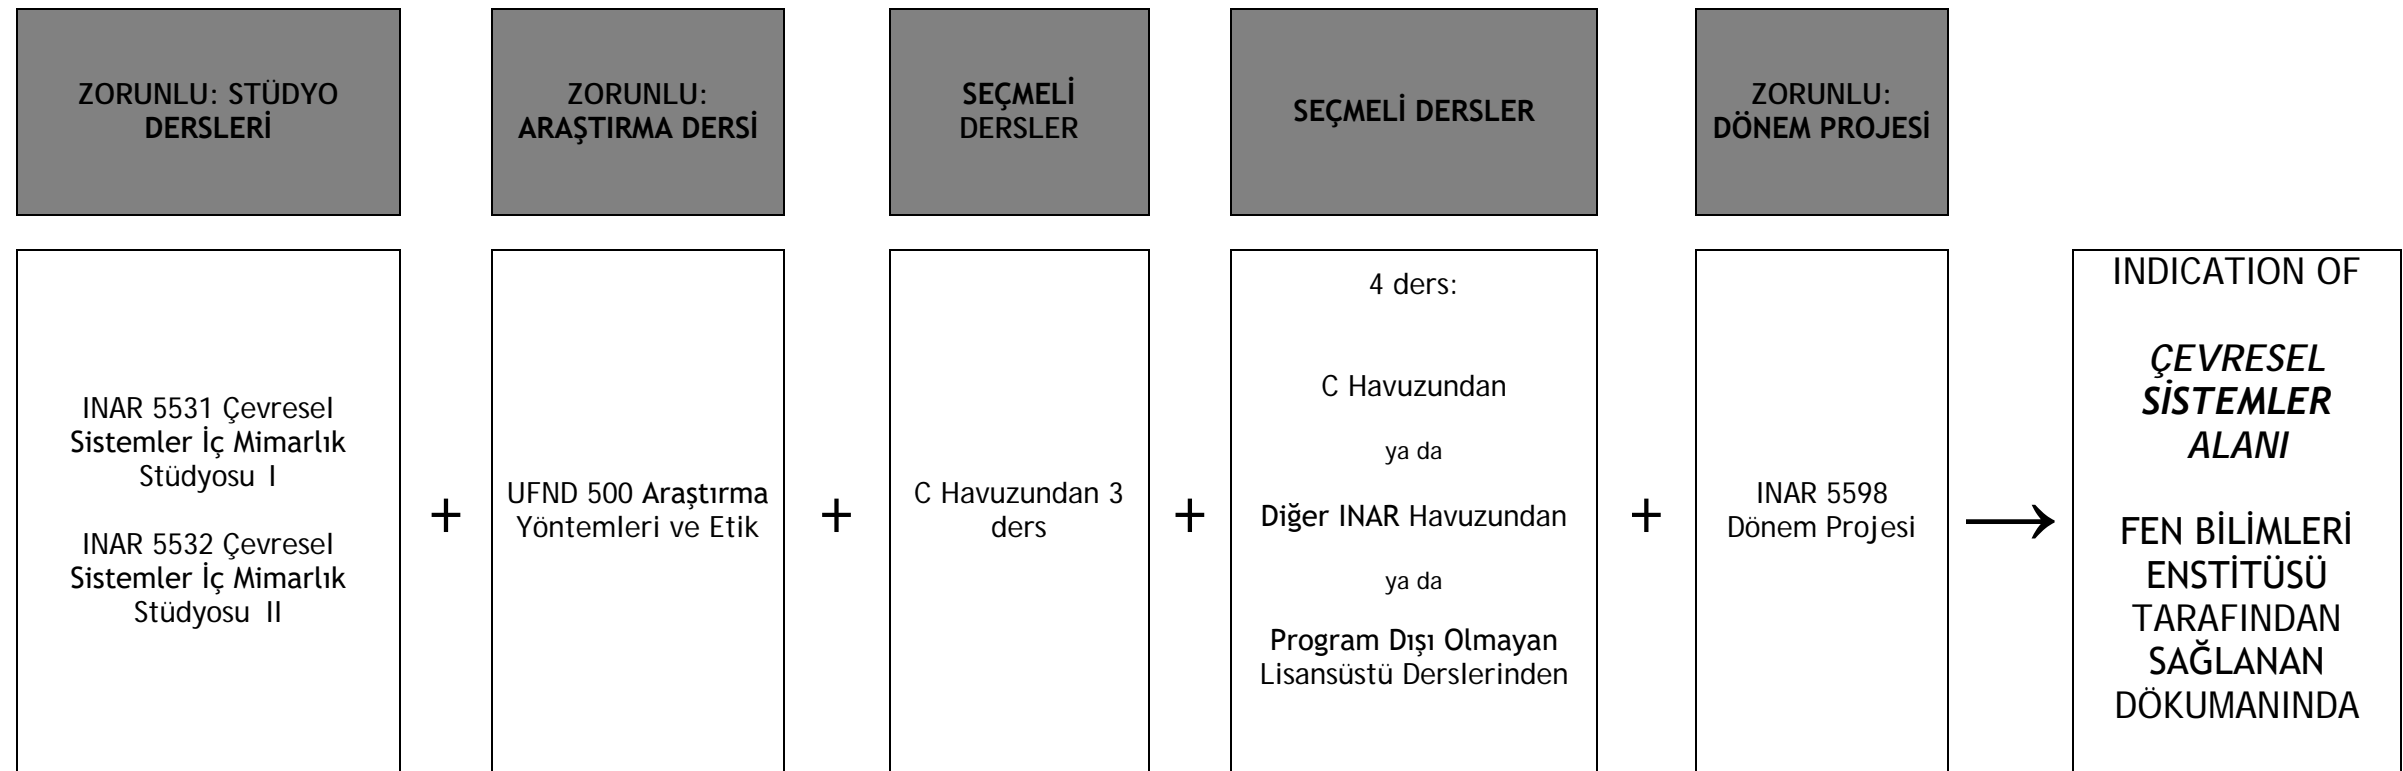 ZORUNLU: STÜDYO
DERSLERİ
ZORUNLU:
ARAŞTIRMA DERSİ
SEÇMELİ
DERSLER
SEÇMELİ DERSLER
ZORUNLU:
DÖNEM PROJESİ
INAR 5531 Çevresel
Sistemler İç Mimarlık
Stüdyosu I
INAR 5532 Çevresel
Sistemler İç Mimarlık
Stüdyosu II
+
UFND 500 Araştırma
Yöntemleri ve Etik
+
C Havuzundan 3
ders
+
4 ders:
C Havuzundan
ya da
Diğer INAR Havuzundan
ya da
Program Dışı Olmayan
Lisansüstü Derslerinden
+
INAR 5598
Dönem Projesi
→
INDICATION OF
ÇEVRESEL
SİSTEMLER
ALANI
FEN BİLİMLERİ
ENSTİTÜSÜ
TARAFINDAN
SAĞLANAN
DÖKUMANINDA